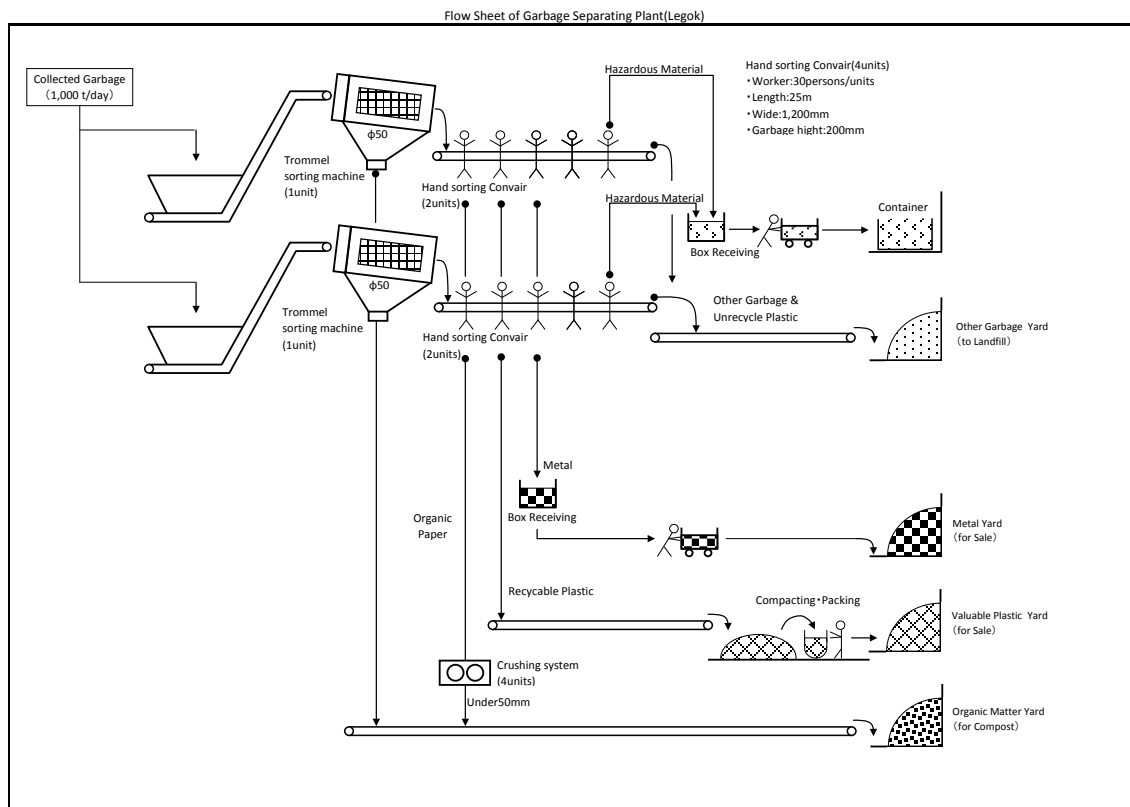 Flow Sheet of Garbage Separating Plant(Legok)
Collected Garbage
（1,000 t/day）
Hazardous Material
Hand sorting Convair(4units)
・Worker:30persons/units
・Length:25m
・Wide:1,200mm
・Garbage hight:200mm
ϕ50
Trommel
sorting machine
(1unit)
Hand sorting Convair
(2units)
Hazardous Material
Container
Box Receiving
ϕ50
Trommel
sorting machine
(1unit)
Hand sorting Convair
(2units)
Other Garbage &
Unrecycle Plastic
Other Garbage Yard
（to Landfill）
Metal
Box Receiving
Organic
Paper
Metal Yard
（for Sale）
Recycable Plastic
Compacting・Packing
Valuable Plastic Yard
（for Sale）
Crushing system
(4units)
Under50mm
Organic Matter Yard
（for Compost）